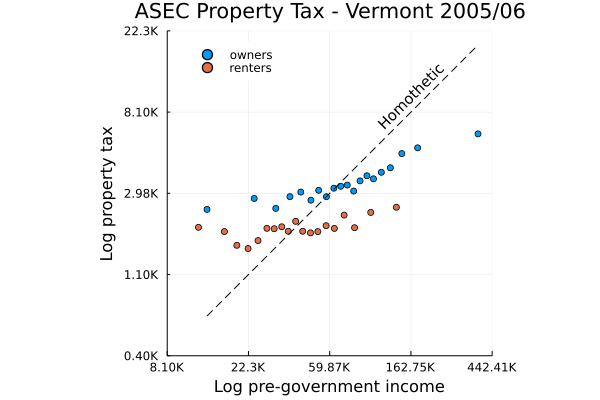 ASEC Property Tax - Vermont 2005/06
22.3K
owners
renters
Homothetic
8.10K
2.98K
1.10K
0.40K
Log property tax
8.10K 22.3K 59.87K 162.75K 442.41K
Log pre-government income